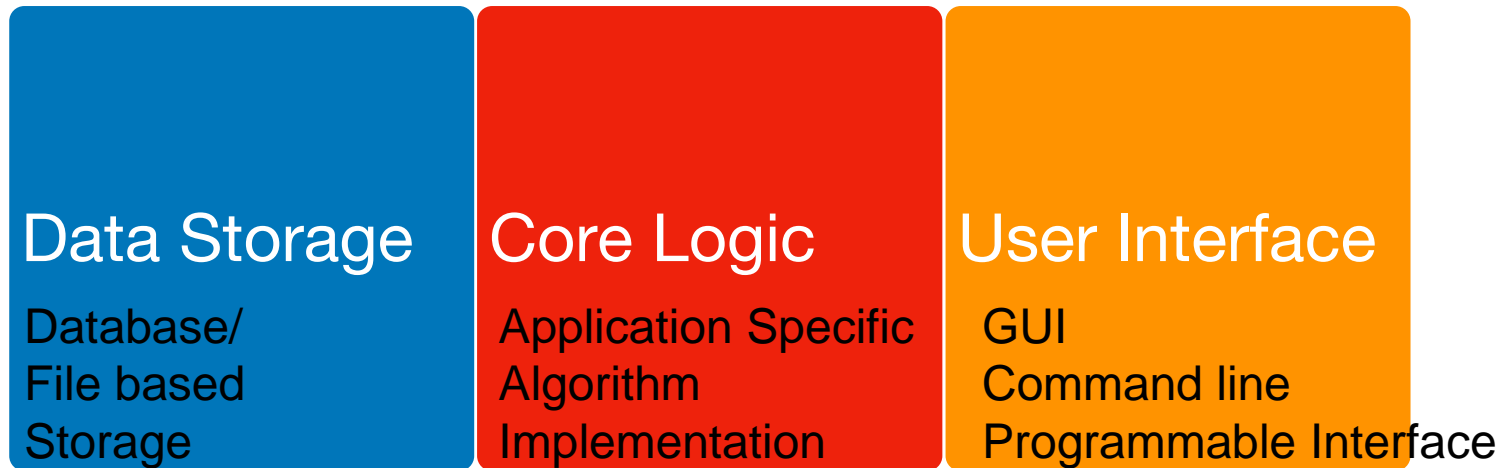 Data Storage
Database/
File based
Storage
Core Logic
Application Specific
Algorithm
Implementation
User Interface
GUI
Command line
Programmable Interface